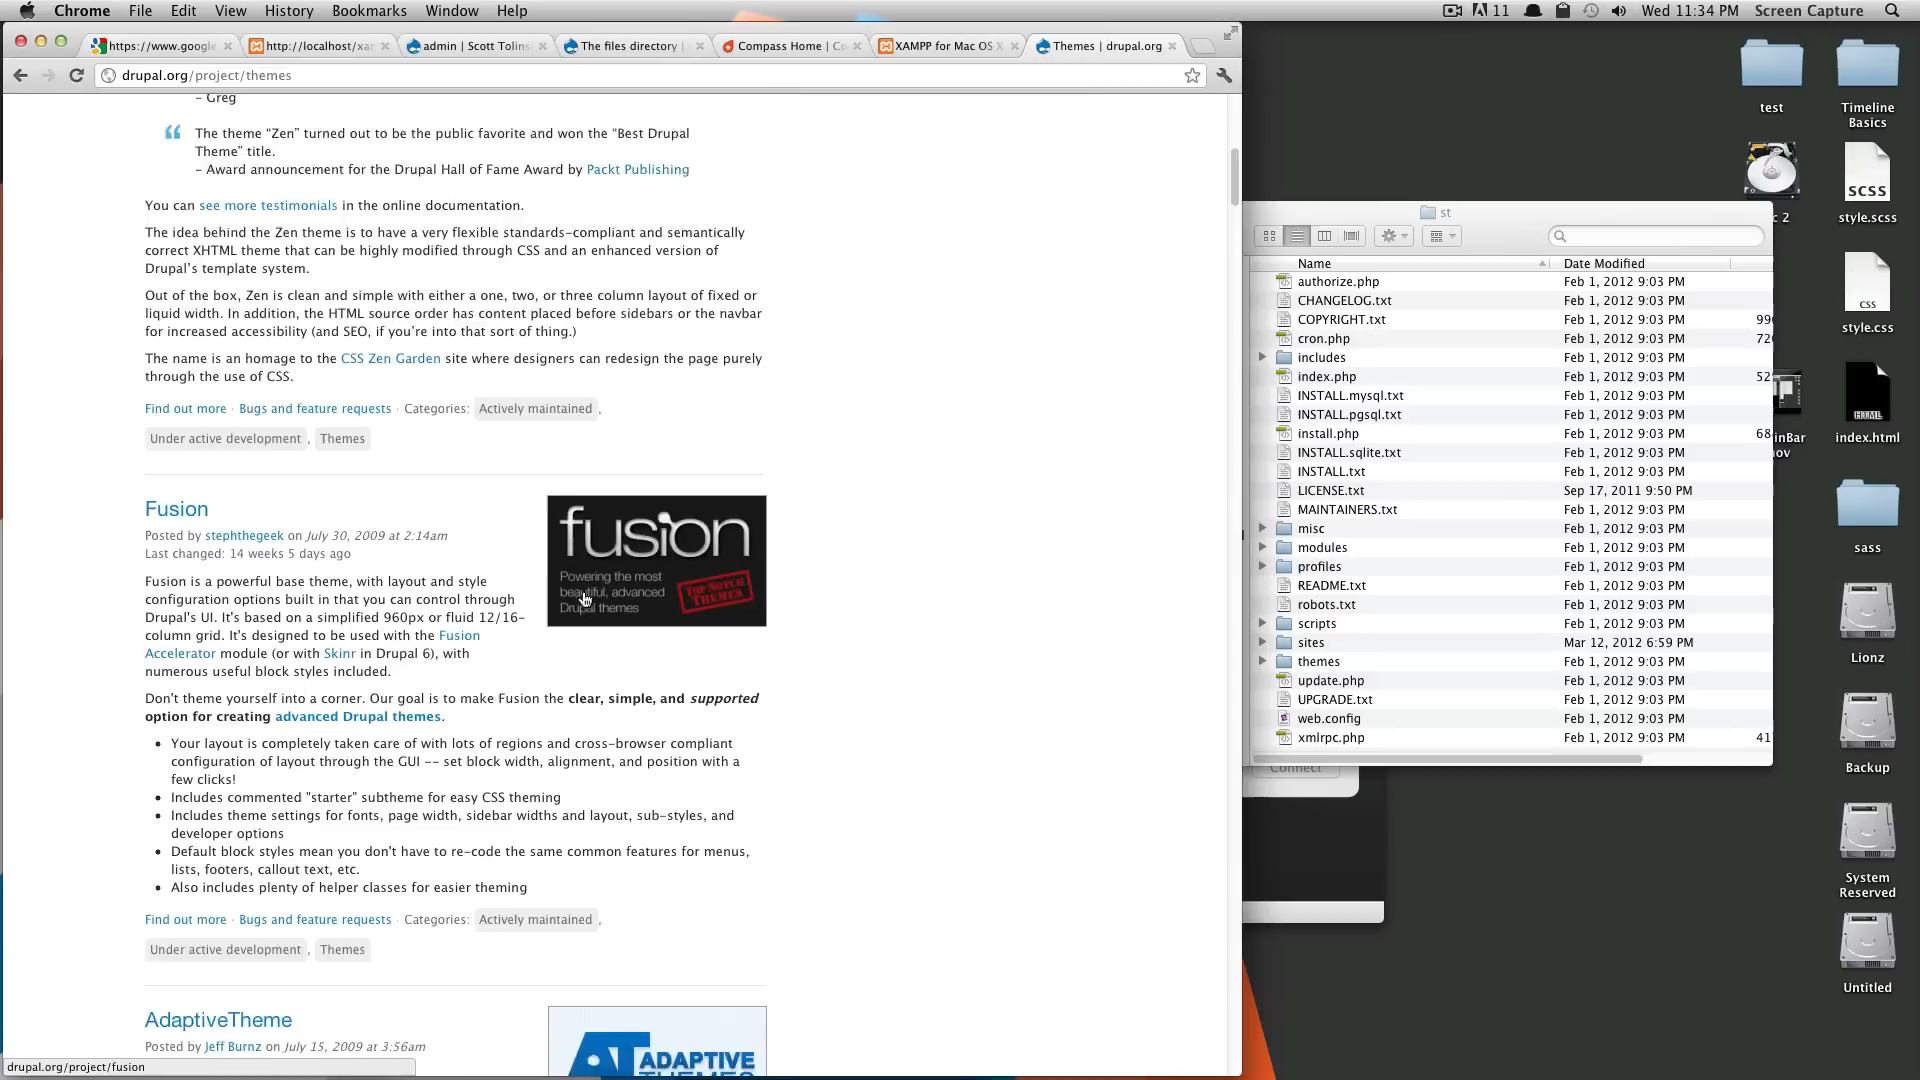 Chrome File Edit View History Bookmarks Window Help
11 Wed 11:34 PM Screen Capture
https://www.google
http://localhost/xa
admin | Scott Tolins
The files directory |
Compass Home | Co
XAMPP for Mac OS X
Themes | drupal.org
drupal.org/project/themes
– Greg
“ The theme “Zen” turned out to be the public favorite and won the “Best Drupal
Theme” title.
– Award announcement for the Drupal Hall of Fame Award by Packt Publishing
You can see more testimonials in the online documentation.
The idea behind the Zen theme is to have a very flexible standards-compliant and semantically
correct XHTML theme that can be highly modified through CSS and an enhanced version of
Drupal’s template system.
Out of the box, Zen is clean and simple with either a one, two, or three column layout of fixed or
liquid width. In addition, the HTML source order has content placed before sidebars or the navbar
for increased accessibility (and SEO, if you’re into that sort of thing.)
The name is an homage to the CSS Zen Garden site where designers can redesign the page purely
through the use of CSS.
Find out more · Bugs and feature requests · Categories: Actively maintained ,
Under active development , Themes
Fusion
Posted by stephthegeek on July 30, 2009 at 2:14am
Last changed: 14 weeks 5 days ago
Fusion is a powerful base theme, with layout and style
configuration options built in that you can control through
Drupal's UI. It's based on a simplified 960px or fluid 12/16-
column grid. It's designed to be used with the Fusion
Accelerator module (or with Skinr in Drupal 6), with
numerous useful block styles included.
fusion
Powering the most
beautiful, advanced
Drupal themes
TOP NOTCH
THEMES
Don't theme yourself into a corner. Our goal is to make Fusion the clear, simple, and supported
option for creating advanced Drupal themes.
• Your layout is completely taken care of with lots of regions and cross-browser compliant
configuration of layout through the GUI -- set block width, alignment, and position with a
few clicks!
• Includes commented "starter" subtheme for easy CSS theming
• Includes theme settings for fonts, page width, sidebar widths and layout, sub-styles, and
developer options
• Default block styles mean you don't have to re-code the same common features for menus,
lists, footers, callout text, etc.
• Also includes plenty of helper classes for easier theming
Find out more · Bugs and feature requests · Categories: Actively maintained ,
Under active development , Themes
AdaptiveTheme
Posted by Jeff Burnz on July 15, 2009 at 3:56am
AT ADAPTIVE
THEMES
drupal.org/project/fusion
st
Name Date Modified
authorize.php Feb 1, 2012 9:03 PM
CHANGELOG.txt Feb 1, 2012 9:03 PM
COPYRIGHT.txt Feb 1, 2012 9:03 PM 990
cron.php Feb 1, 2012 9:03 PM 720
includes Feb 1, 2012 9:03 PM
index.php Feb 1, 2012 9:03 PM 52
INSTALL.mysql.txt Feb 1, 2012 9:03 PM
INSTALL.pgsql.txt Feb 1, 2012 9:03 PM
install.php Feb 1, 2012 9:03 PM 68
INSTALL.sqlite.txt Feb 1, 2012 9:03 PM
INSTALL.txt Feb 1, 2012 9:03 PM
LICENSE.txt Sep 17, 2011 9:50 PM
MAINTAINERS.txt Feb 1, 2012 9:03 PM
misc Feb 1, 2012 9:03 PM
modules Feb 1, 2012 9:03 PM
profiles Feb 1, 2012 9:03 PM
README.txt Feb 1, 2012 9:03 PM
robots.txt Feb 1, 2012 9:03 PM
scripts Feb 1, 2012 9:03 PM
sites Mar 12, 2012 6:59 PM
themes Feb 1, 2012 9:03 PM
update.php Feb 1, 2012 9:03 PM
UPGRADE.txt Feb 1, 2012 9:03 PM
web.config Feb 1, 2012 9:03 PM
xmlrpc.php Feb 1, 2012 9:03 PM 41
Connect
test
Timeline
Basics
c 2
SCSS
style.scss
css
style.css
inBar
ov
HTML
index.html
sass
Lionz
Backup
System
Reserved
Untitled